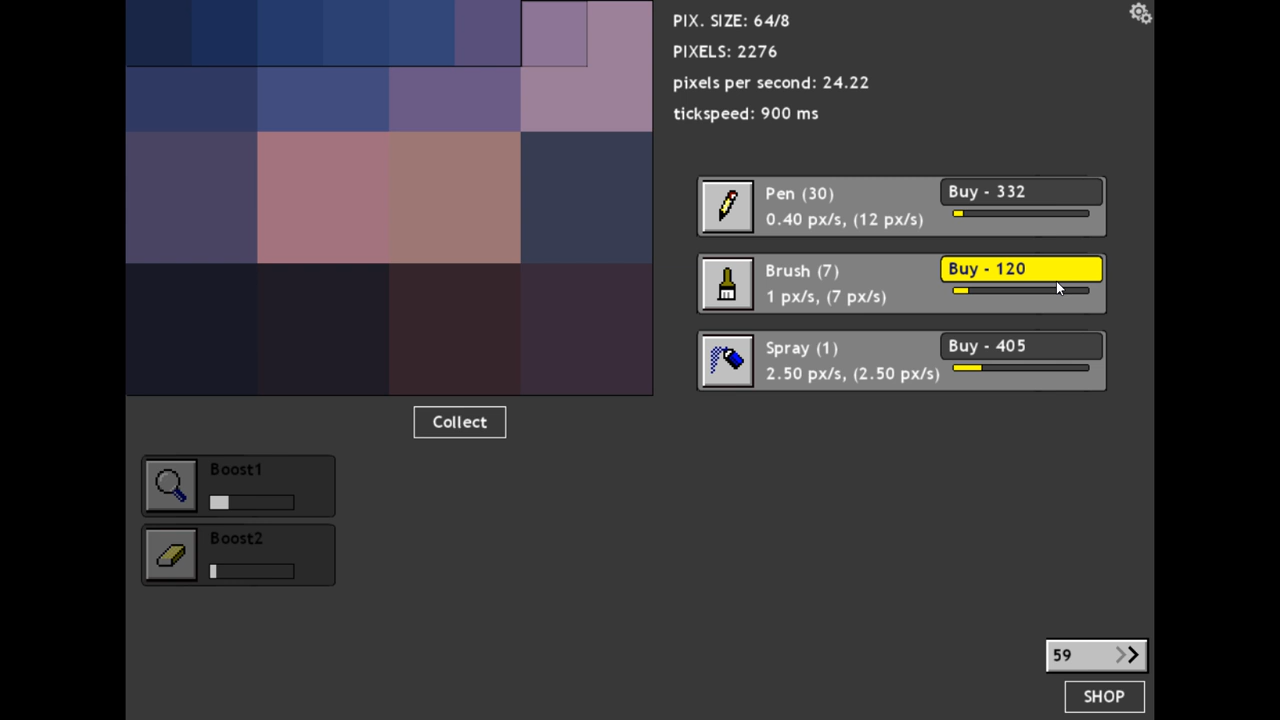 PIX. SIZE: 64/8
PIXELS: 2276
pixels per second: 24.22
tickspeed: 900 ms
Pen (30)
Buy - 332
0.40 px/s, (12 px/s)
Brush (7)
Buy - 120
1 px/s, (7 px/s)
Spray (1)
Buy - 405
2.50 px/s, (2.50 px/s)
Collect
Boost1
Boost2
59
SHOP